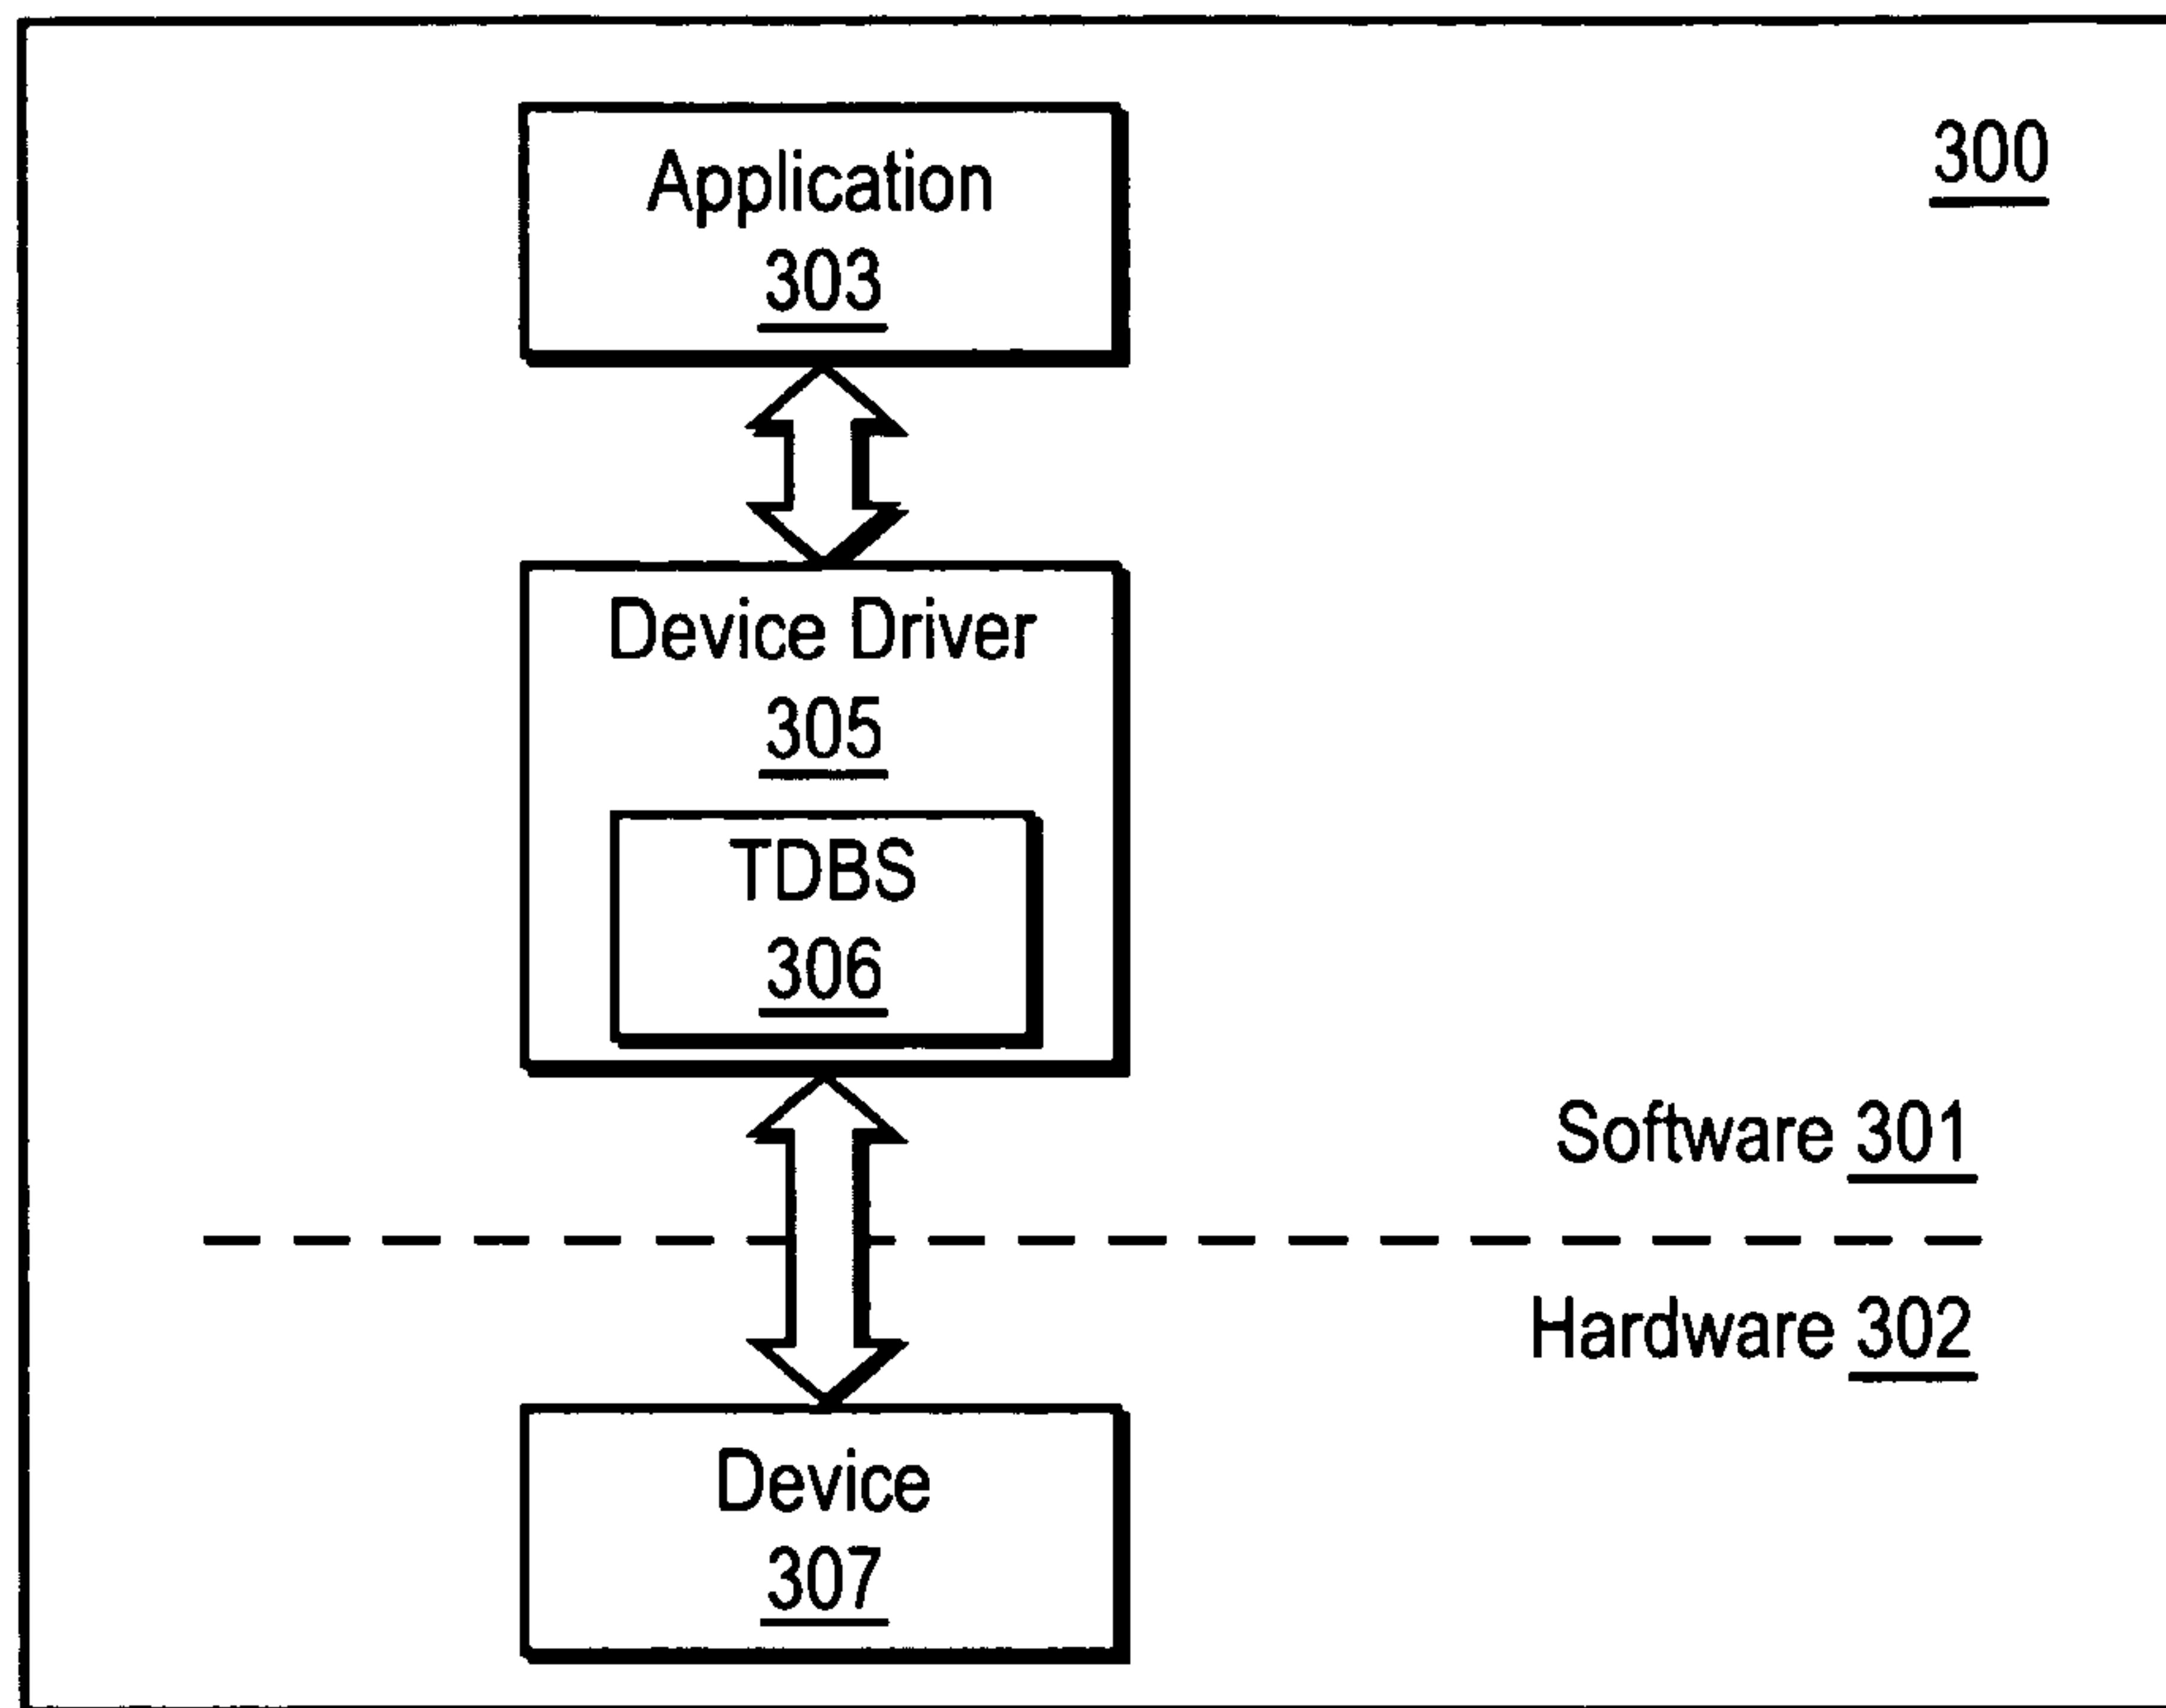 300
Application
303
Device Driver
305
TDBS
306
Software 301
Hardware 302
Device
307